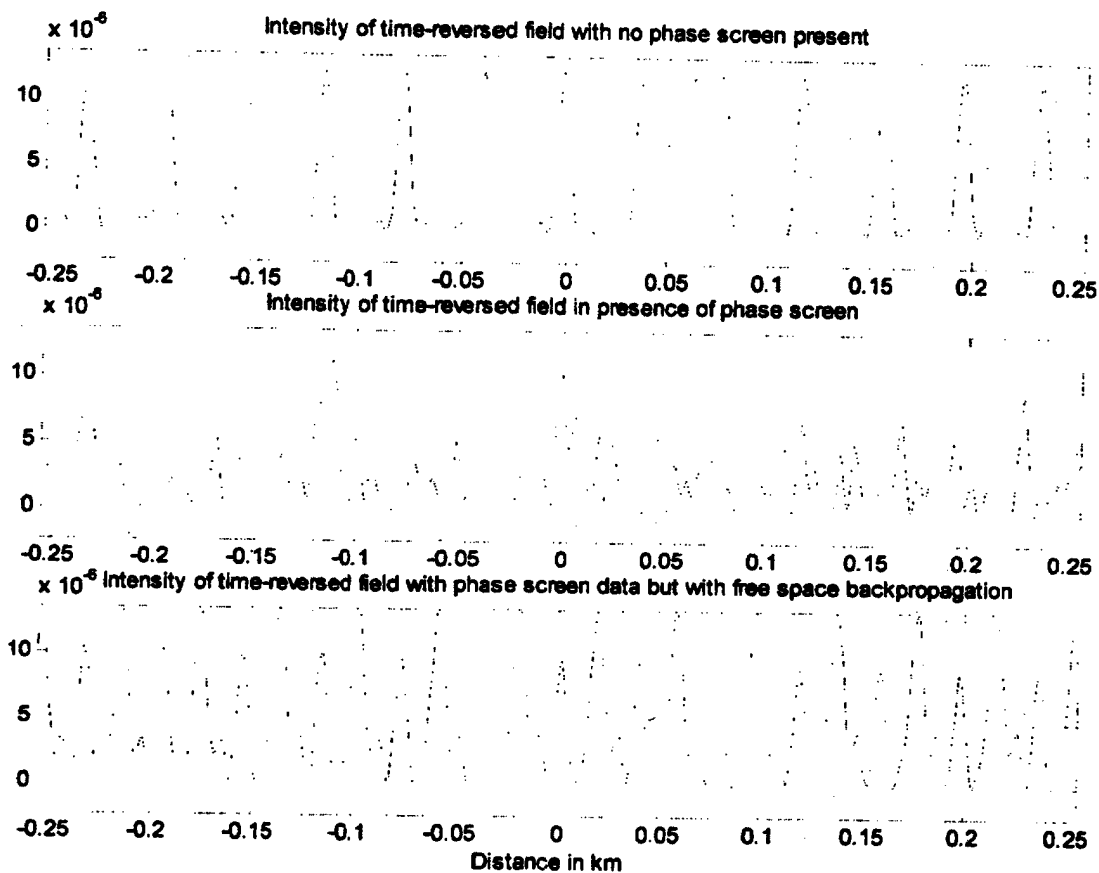 x 10^-6
Intensity of time-reversed field with no phase screen present
10
5
0
-0.25 -0.2 -0.15 -0.1 -0.05 0 0.05 0.1 0.15 0.2 0.25
x 10^-6
Intensity of time-reversed field in presence of phase screen
10
5
0
-0.25 -0.2 -0.15 -0.1 -0.05 0 0.05 0.1 0.15 0.2 0.25
x 10^-6 Intensity of time-reversed field with phase screen data but with free space backpropagation
10
5
0
-0.25 -0.2 -0.15 -0.1 -0.05 0 0.05 0.1 0.15 0.2 0.25
Distance in km